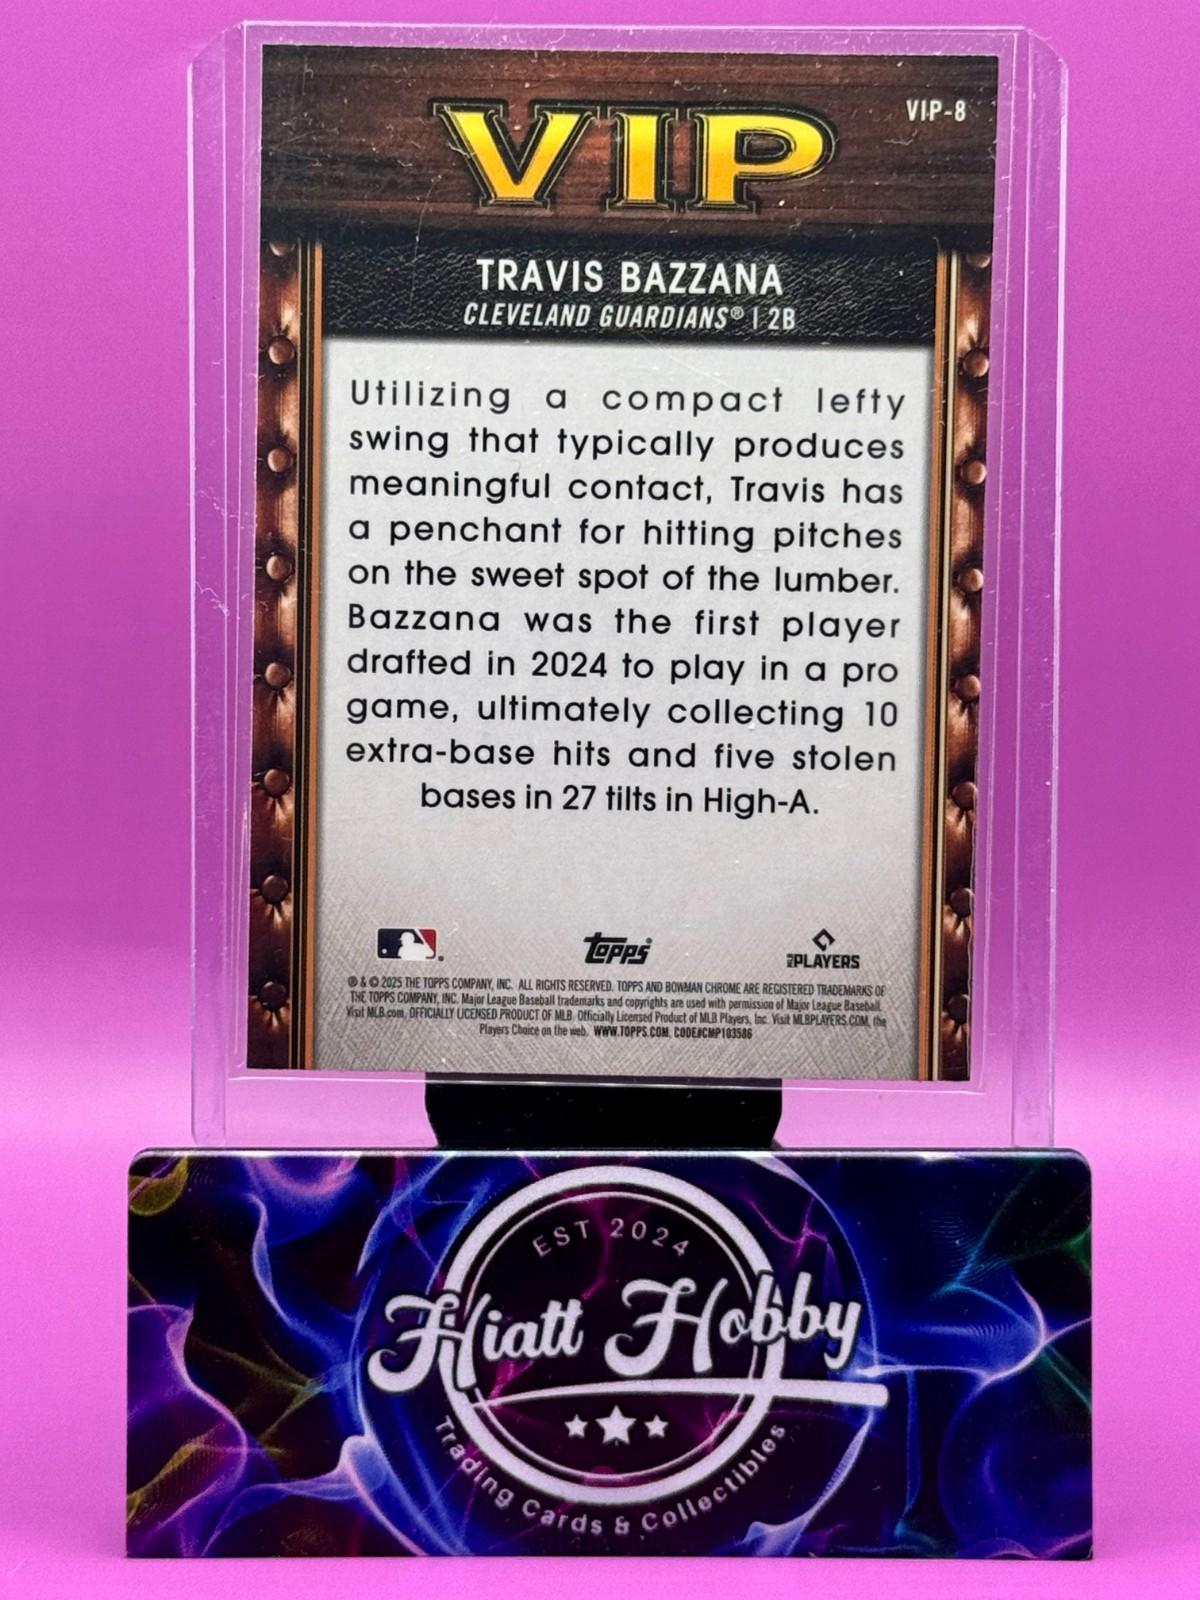 VIP-8
VIP
TRAVIS BAZZANA
CLEVELAND GUARDIANS® | 2B
Utilizing a compact lefty
swing that typically produces
meaningful contact, Travis has
a penchant for hitting pitches
on the sweet spot of the lumber.
Bazzana was the first player
drafted in 2024 to play in a pro
game, ultimately collecting 10
extra-base hits and five stolen
bases in 27 tilts in High-A.
Topps®
MLB PLAYERS
® & © 2025 THE TOPPS COMPANY, INC. ALL RIGHTS RESERVED. TOPPS AND BOWMAN CHROME ARE REGISTERED TRADEMARKS OF
THE TOPPS COMPANY, INC. Major League Baseball trademarks and copyrights are used with permission of Major League Baseball.
Visit MLB.com. OFFICIALLY LICENSED PRODUCT OF MLB. Officially Licensed Product of MLB Players, Inc. Visit MLBPLAYERS.COM, the
Players Choice on the web. WWW.TOPPS.COM. CODE#CMP103586
EST 2024
Hiatt Hobby
Trading Cards & Collectibles